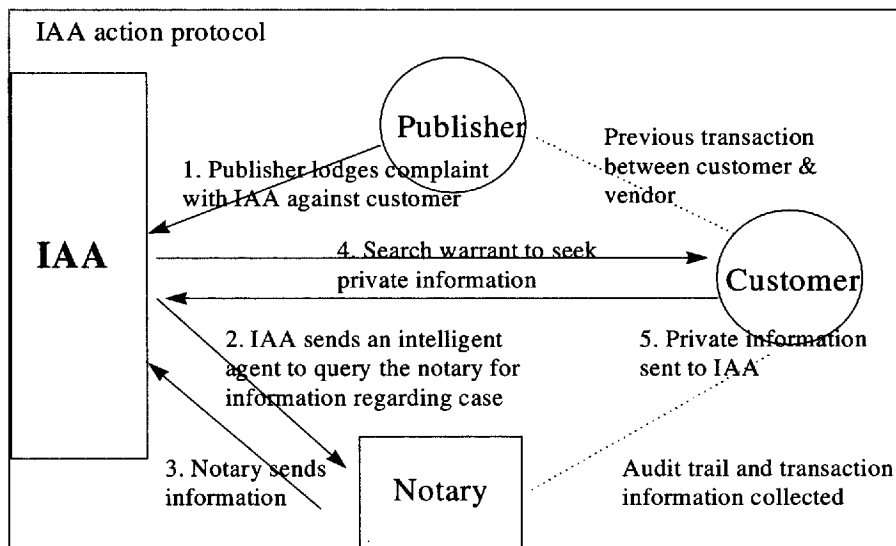 IAA action protocol
Publisher
Previous transaction
between customer &
vendor
1. Publisher lodges complaint
with IAA against customer
IAA
4. Search warrant to seek
private information
Customer
2. IAA sends an intelligent
agent to query the notary for
information regarding case
5. Private information
sent to IAA
3. Notary sends
information
Notary
Audit trail and transaction
information collected